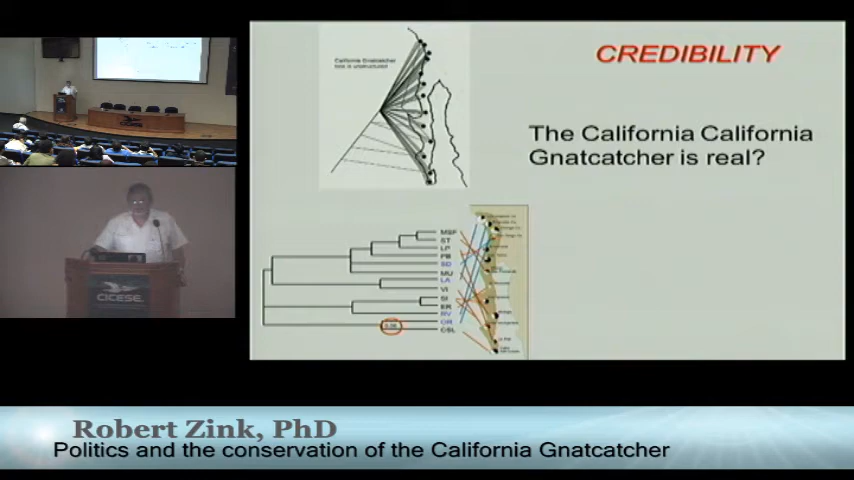 CREDIBILITY
California Gnatcatcher
tree is unstructured
The California California
Gnatcatcher is real?
MSF
ST
LP
PB
SD
MU
LA
VI
SI
ER
RV
OR
CSL
CICESE
Robert Zink, PhD
Politics and the conservation of the California Gnatcatcher